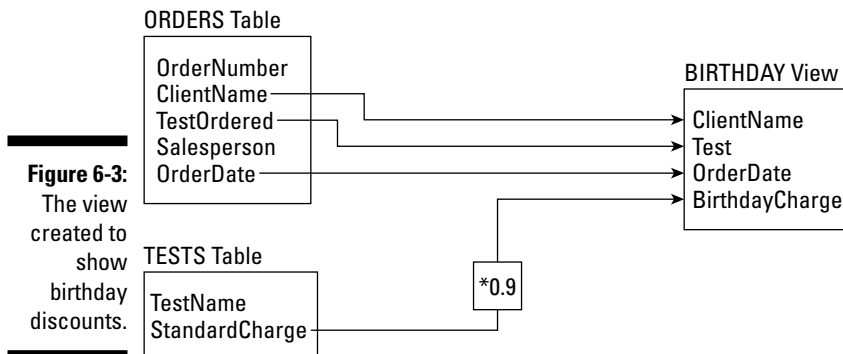 ORDERS Table
OrderNumber
ClientName
TestOrdered
Salesperson
OrderDate
BIRTHDAY View
ClientName
Test
OrderDate
BirthdayCharge
Figure 6-3:
The view
created to
show
birthday
discounts.
TESTS Table
TestName
StandardCharge
*0.9